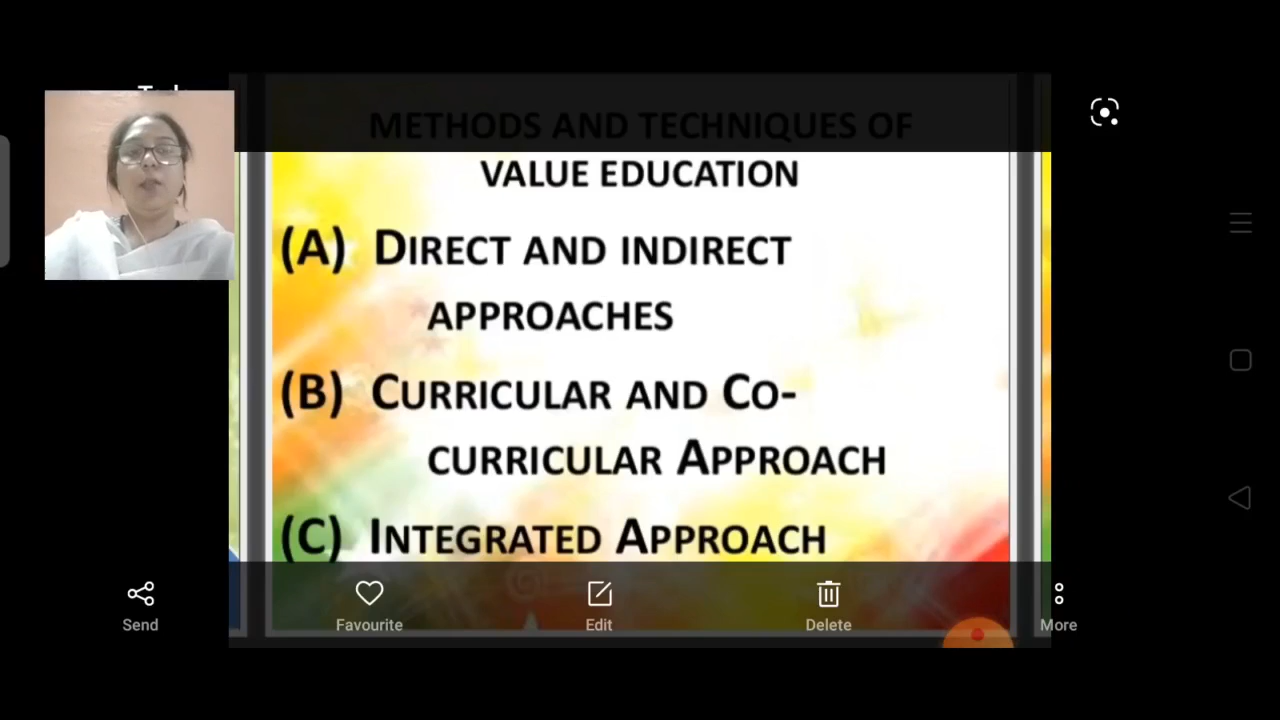 METHODS AND TECHNIQUES OF
VALUE EDUCATION
(A) DIRECT AND INDIRECT
APPROACHES
(B) CURRICULAR AND CO-
CURRICULAR APPROACH
(C) INTEGRATED APPROACH
Send
Favourite
Edit
Delete
More